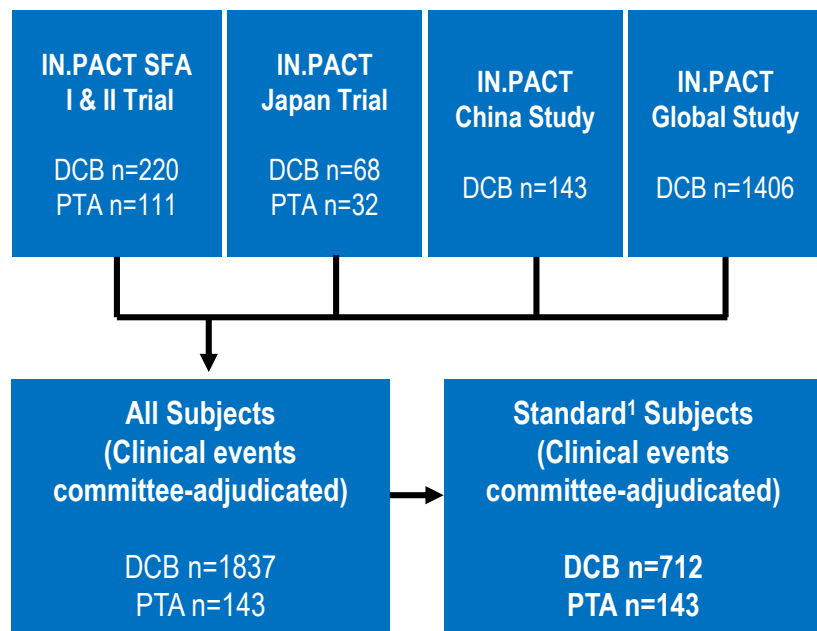 IN.PACT SFA
I & II Trial
DCB n=220
PTA n=111
IN.PACT
Japan Trial
DCB n=68
PTA n=32
IN.PACT
China Study
DCB n=143
IN.PACT
Global Study
DCB n=1406
All Subjects
(Clinical events
committee-adjudicated)
DCB n=1837
PTA n=143
Standard¹ Subjects
(Clinical events
committee-adjudicated)
DCB n=712
PTA n=143